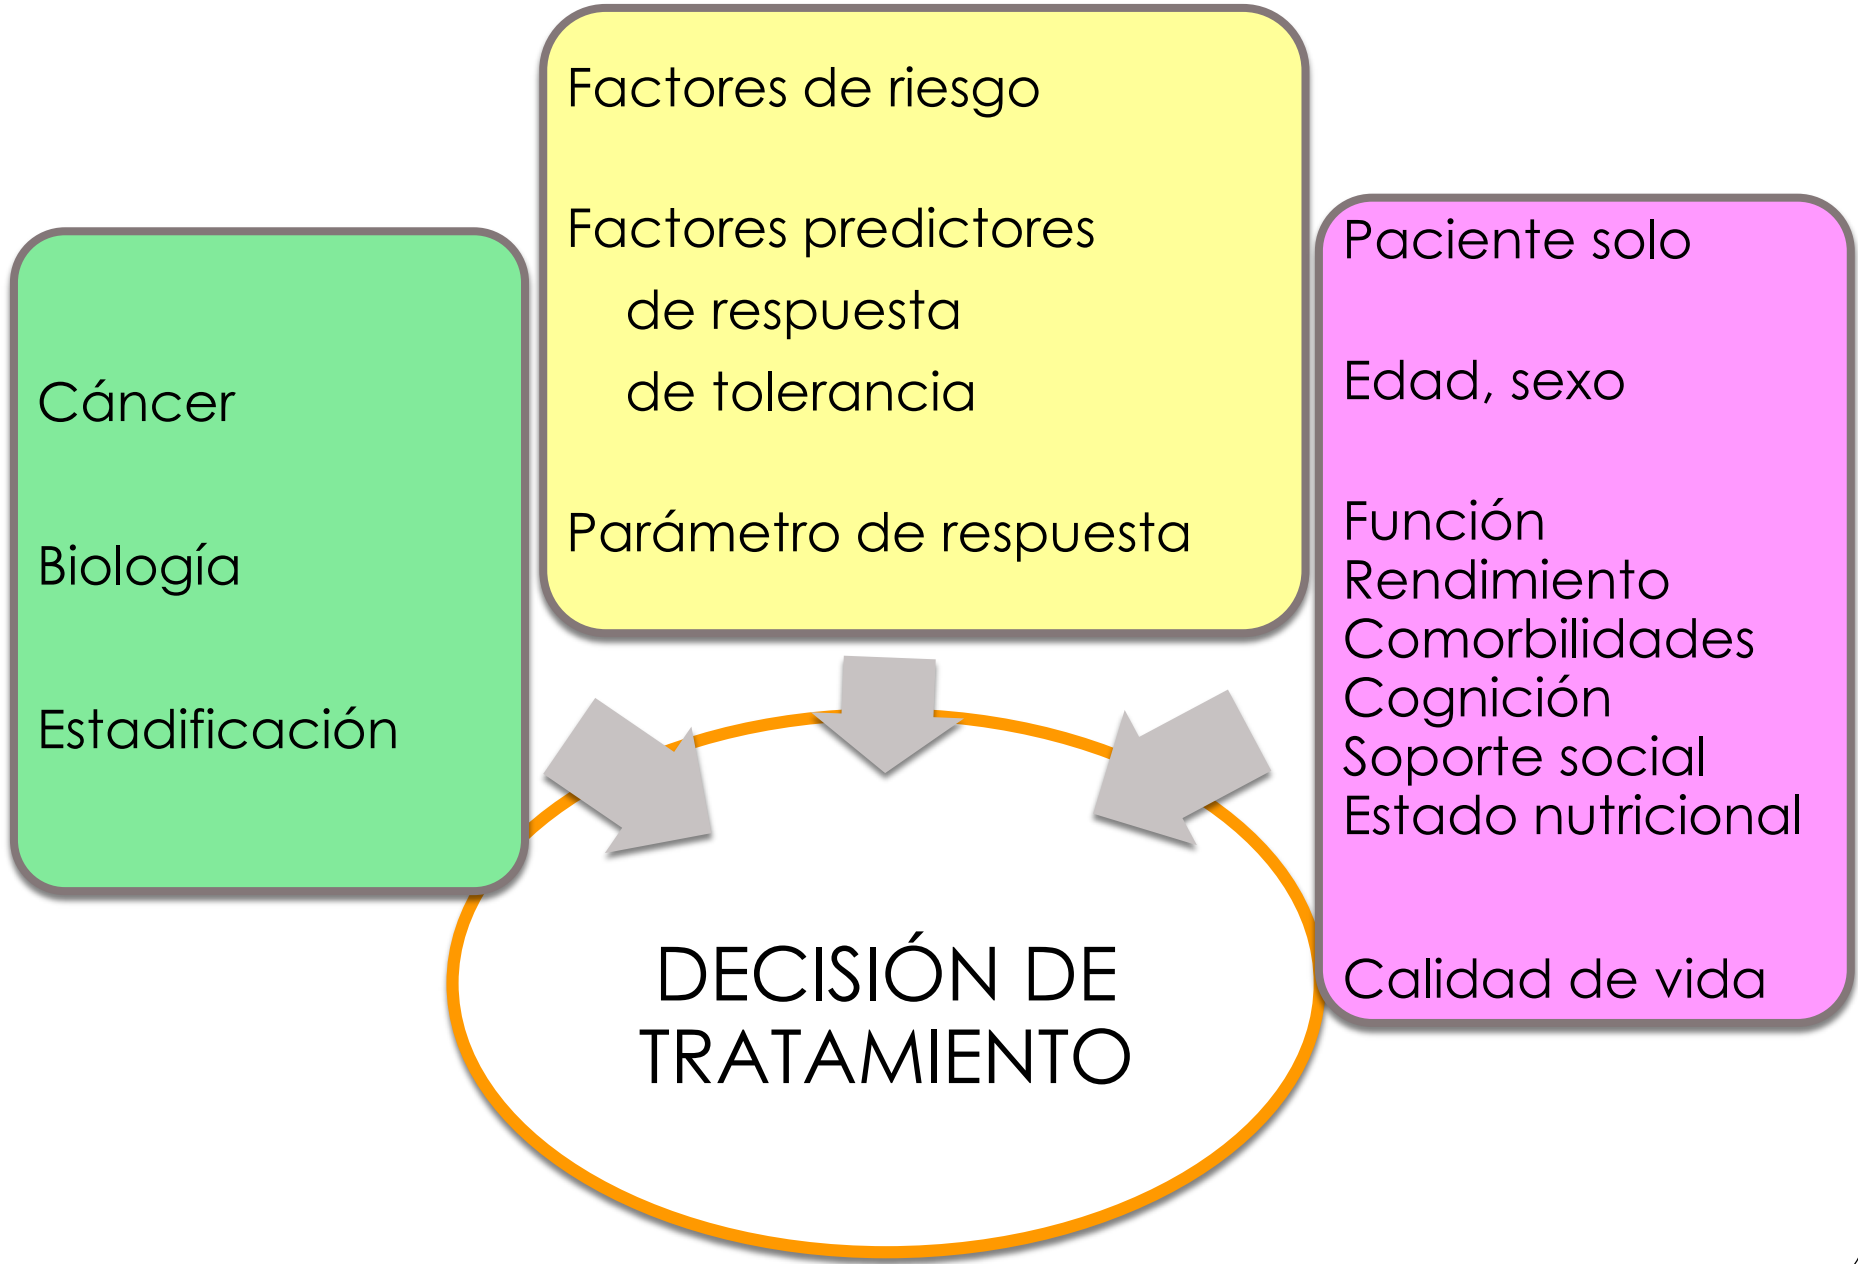 Cáncer
Biología
Estadificación
Factores de riesgo
Factores predictores
de respuesta
de tolerancia
Parámetro de respuesta
Paciente solo
Edad, sexo
Función
Rendimiento
Comorbilidades
Cognición
Soporte social
Estado nutricional
Calidad de vida
DECISIÓN DE
TRATAMIENTO